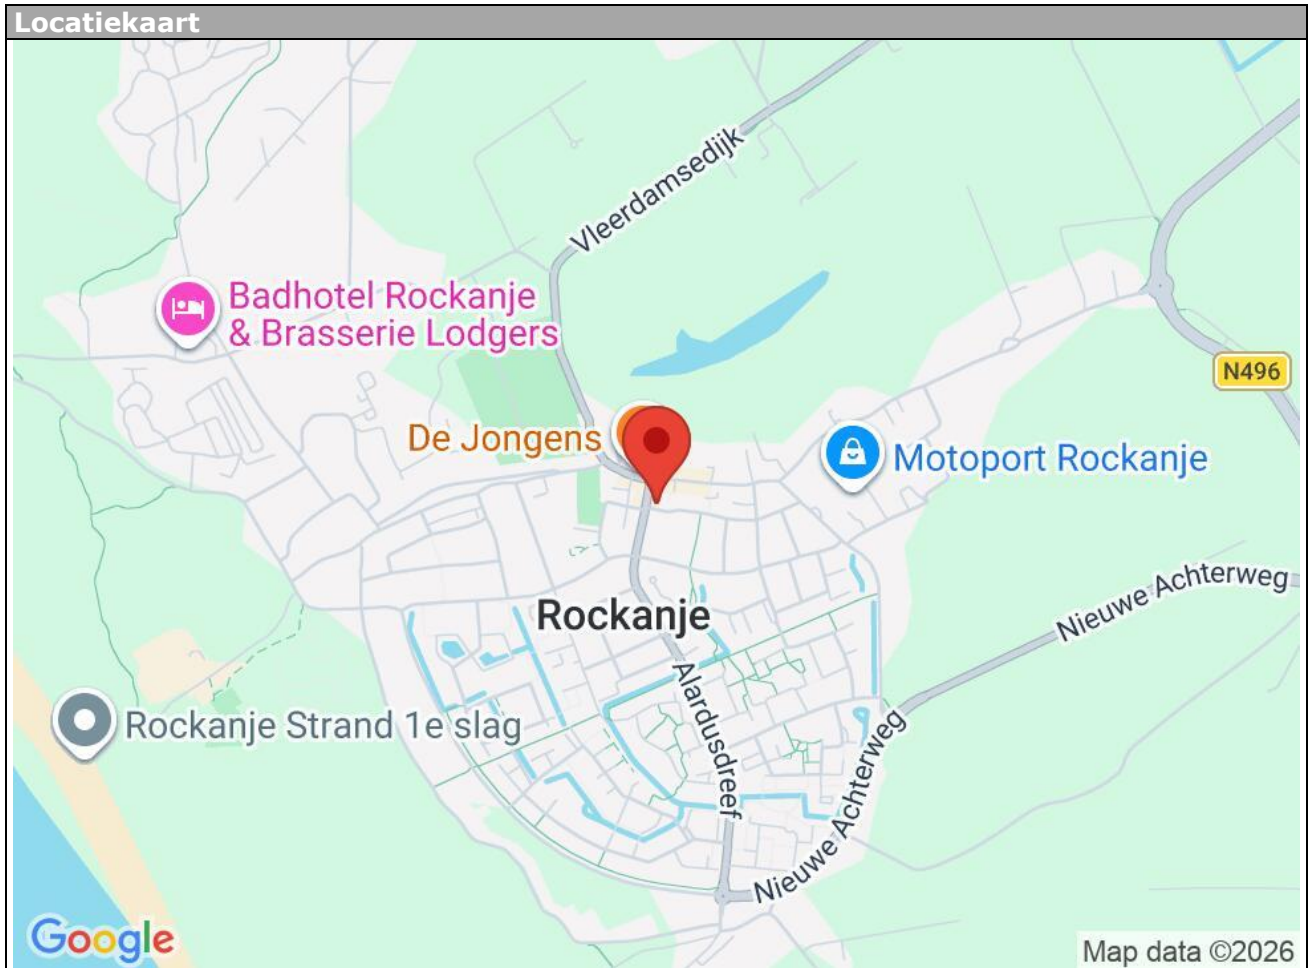 Locatiekaart
Vleerdamsedijk
Badhotel Rockanje
& Brasserie Lodgers
N496
De Jongens
Motoport Rockanje
Nieuwe Achterweg
Rockanje
Alardusdreef
Rockanje Strand 1e slag
Nieuwe Achterweg
Google
Map data ©2026